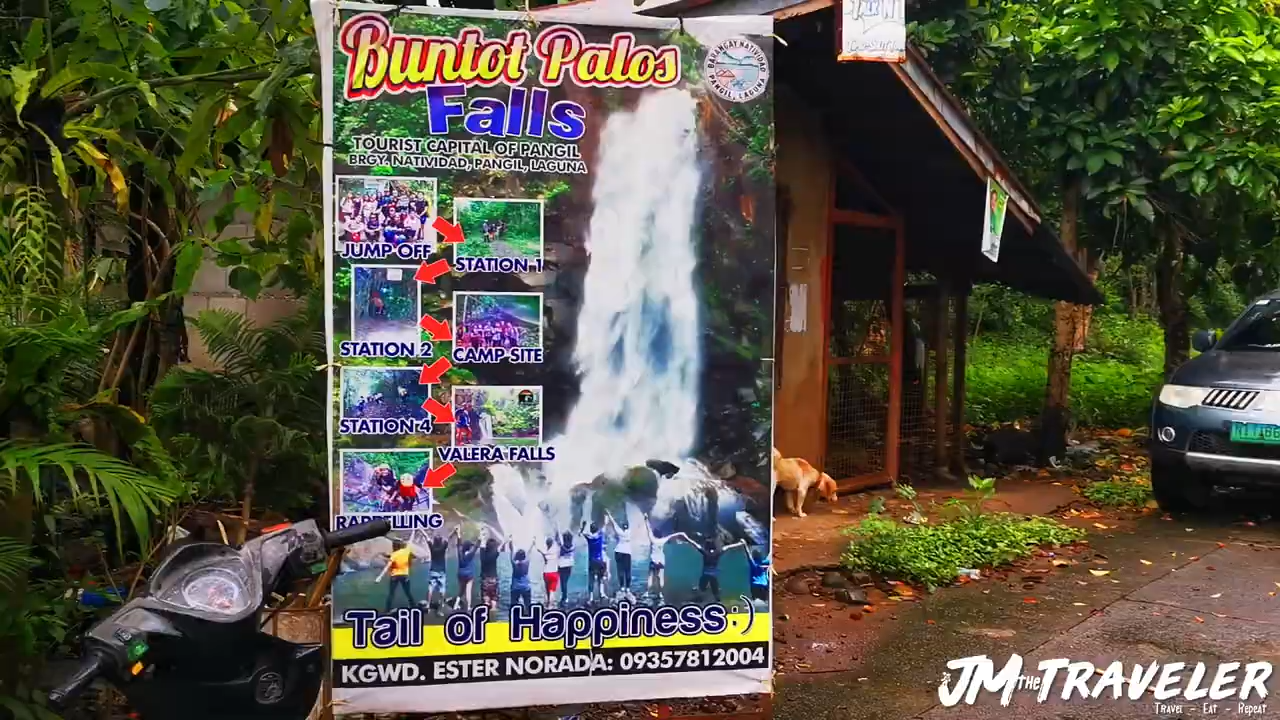 Buntot Palos
Falls
TOURIST CAPITAL OF PANGIL
BRGY. NATIVIDAD, PANGIL, LAGUNA
BARANGAY NATIVIDAD
PANGIL, LAGUNA
JUMP OFF
STATION 1
STATION 2
CAMP SITE
STATION 4
VALERA FALLS
RAPPELLING
Tail of Happiness :)
KGWD. ESTER NORADA: 09357812004
JM THE TRAVELER
Travel - Eat - Repeat